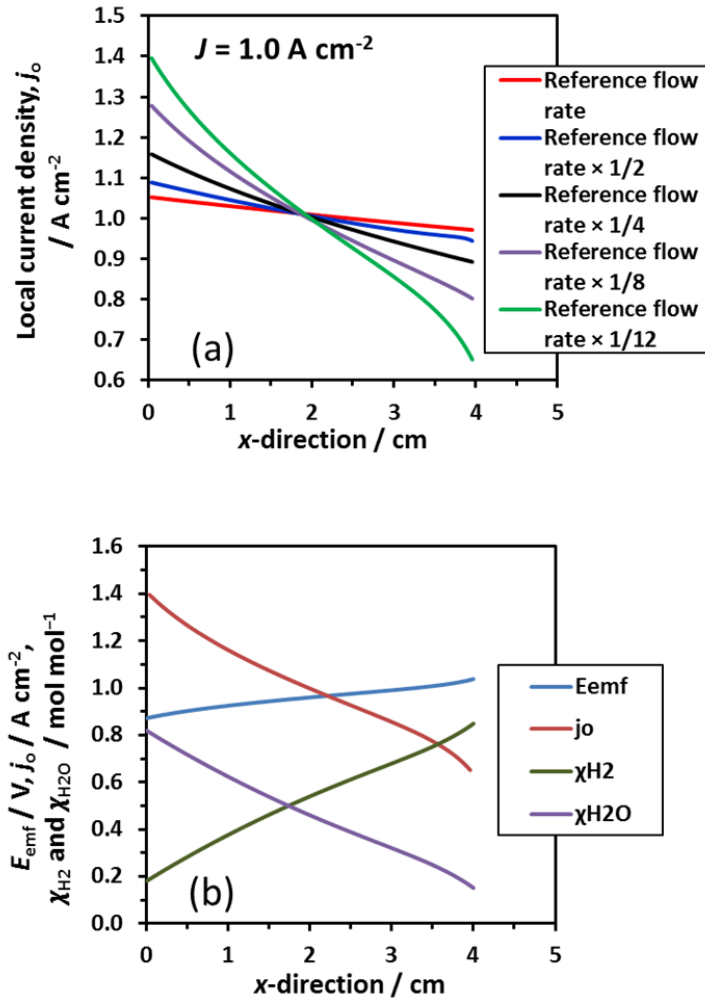 Local current density, jₒ
/ A cm⁻²
1.5
1.4
1.3
1.2
1.1
1.0
0.9
0.8
0.7
0.6
J = 1.0 A cm⁻²
(a)
0 1 2 3 4 5
x-direction / cm
Reference flow
rate
Reference flow
rate × 1/2
Reference flow
rate × 1/4
Reference flow
rate × 1/8
Reference flow
rate × 1/12
E_emf / V, jₒ / A cm⁻²,
χ_H2 and χ_H2O / mol mol⁻¹
1.6
1.4
1.2
1.0
0.8
0.6
0.4
0.2
0.0
(b)
0 1 2 3 4 5
x-direction / cm
Eemf
jo
χH2
χH2O